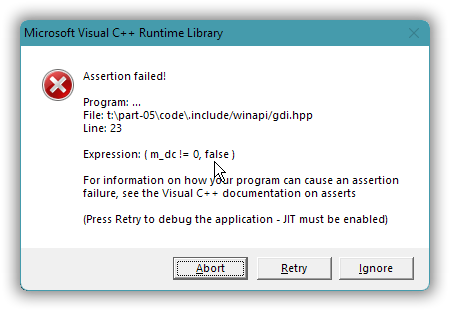 Microsoft Visual C++ Runtime Library
Assertion failed!
Program: ...
File: t:\part-05\code\.include/winapi/gdi.hpp
Line: 23
Expression: ( m_dc != 0, false )
For information on how your program can cause an assertion
failure, see the Visual C++ documentation on asserts
(Press Retry to debug the application - JIT must be enabled)
Abort
Retry
Ignore